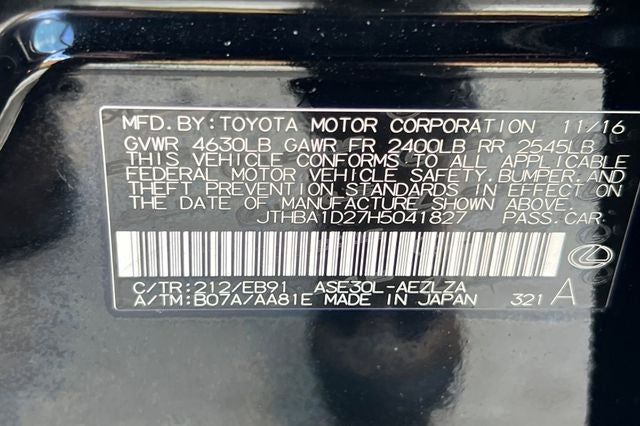 MFD. BY: TOYOTA MOTOR CORPORATION 11/16
GVWR 4630LB GAWR FR 2400LB RR 2545LB
THIS VEHICLE CONFORMS TO ALL APPLICABLE
FEDERAL MOTOR VEHICLE SAFETY, BUMPER, AND
THEFT PREVENTION STANDARDS IN EFFECT ON
THE DATE OF MANUFACTURE SHOWN ABOVE.
JTHBA1D27H5041827 PASS. CAR
C/TR: 212/EB91 ASE30L-AEZLZA
A/TM: B07A/AA81E MADE IN JAPAN 321 A